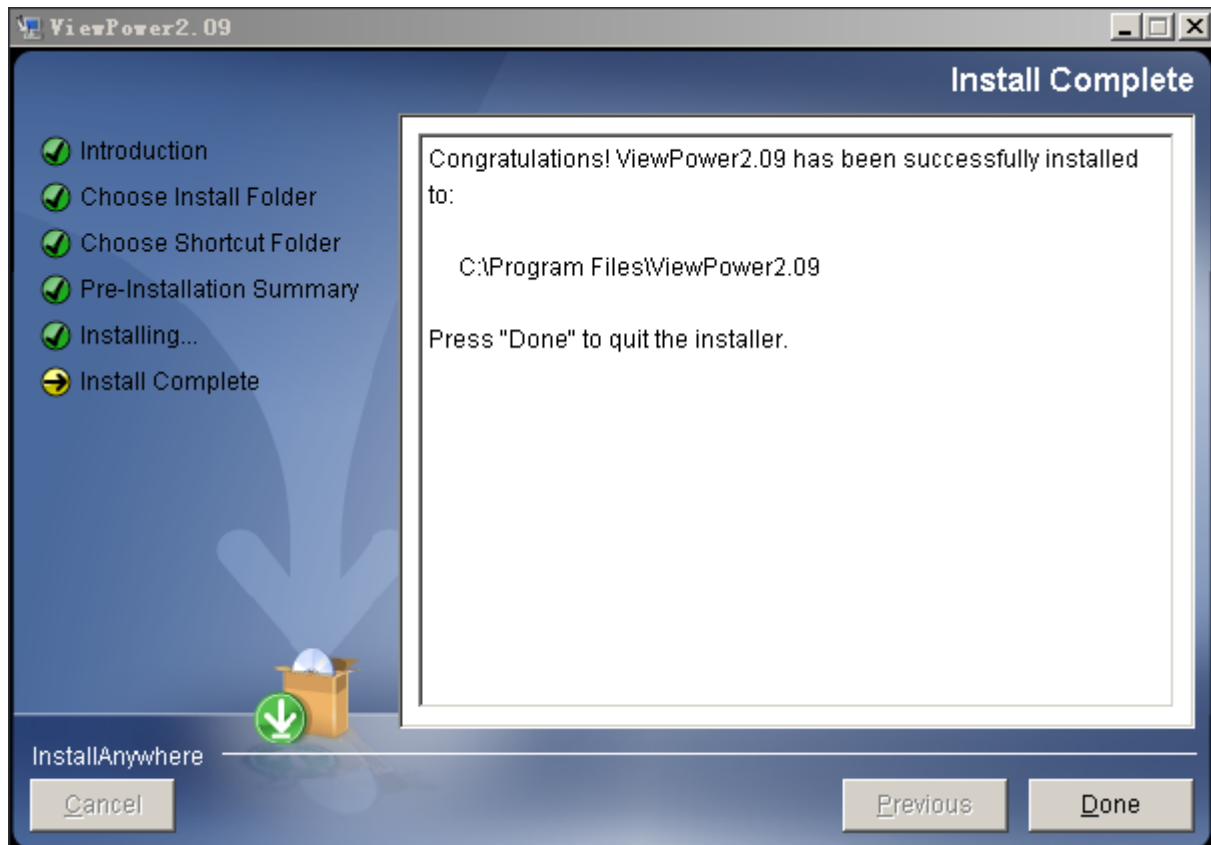 ViewPower2.09
Install Complete
Introduction
Choose Install Folder
Choose Shortcut Folder
Pre-Installation Summary
Installing...
Install Complete
Congratulations! ViewPower2.09 has been successfully installed
to:
C:\Program Files\ViewPower2.09
Press "Done" to quit the installer.
InstallAnywhere
Cancel
Previous
Done